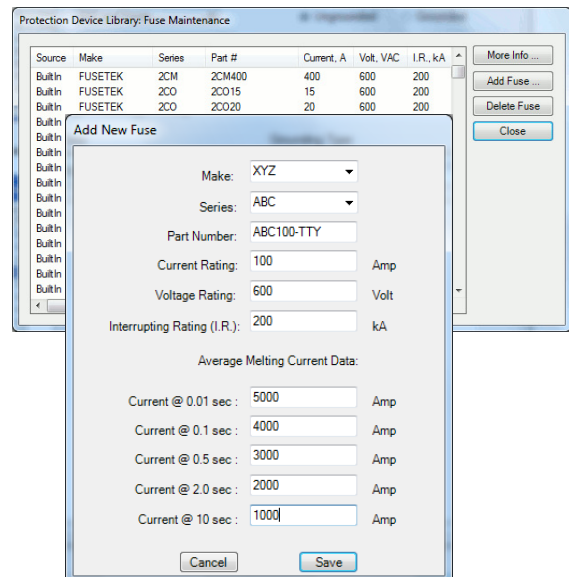 Protection Device Library: Fuse Maintenance
Source Make Series Part # Current, A Volt, VAC I.R., kA
BuiltIn FUSETEK 2CM 2CM400 400 600 200
BuiltIn FUSETEK 2CO 2CO15 15 600 200
BuiltIn FUSETEK 2CO 2CO20 20 600 200
BuiltIn
BuiltIn
BuiltIn
BuiltIn
BuiltIn
BuiltIn
BuiltIn
BuiltIn
BuiltIn
BuiltIn
BuiltIn
BuiltIn
More Info ...
Add Fuse ...
Delete Fuse
Close
Add New Fuse
Make: XYZ
Series: ABC
Part Number: ABC100-TTY
Current Rating: 100 Amp
Voltage Rating: 600 Volt
Interrupting Rating (I.R.): 200 kA
Average Melting Current Data:
Current @ 0.01 sec : 5000 Amp
Current @ 0.1 sec : 4000 Amp
Current @ 0.5 sec : 3000 Amp
Current @ 2.0 sec : 2000 Amp
Current @ 10 sec : 1000 Amp
Cancel Save